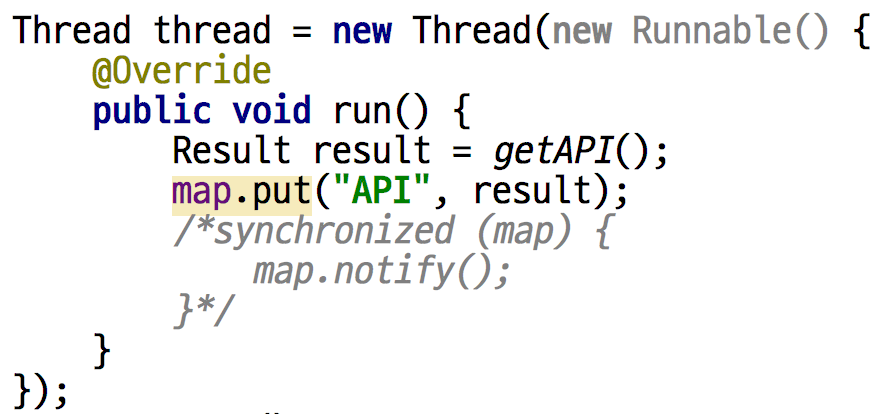 Thread thread = new Thread(new Runnable() {
    @Override
    public void run() {
        Result result = getAPI();
        map.put("API", result);
        /*synchronized (map) {
            map.notify();
        }*/
    }
});